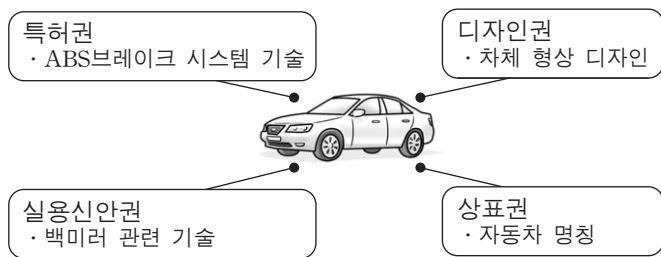 특허권
· ABS브레이크 시스템 기술
디자인권
· 차체 형상 디자인
실용신안권
· 백미러 관련 기술
상표권
· 자동차 명칭